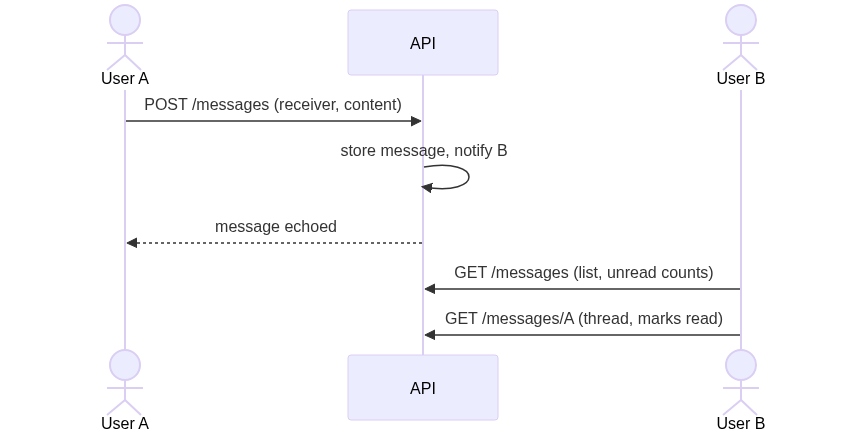 User A
API
User B
POST /messages (receiver, content)
store message, notify B
message echoed
GET /messages (list, unread counts)
GET /messages/A (thread, marks read)
User A
API
User B